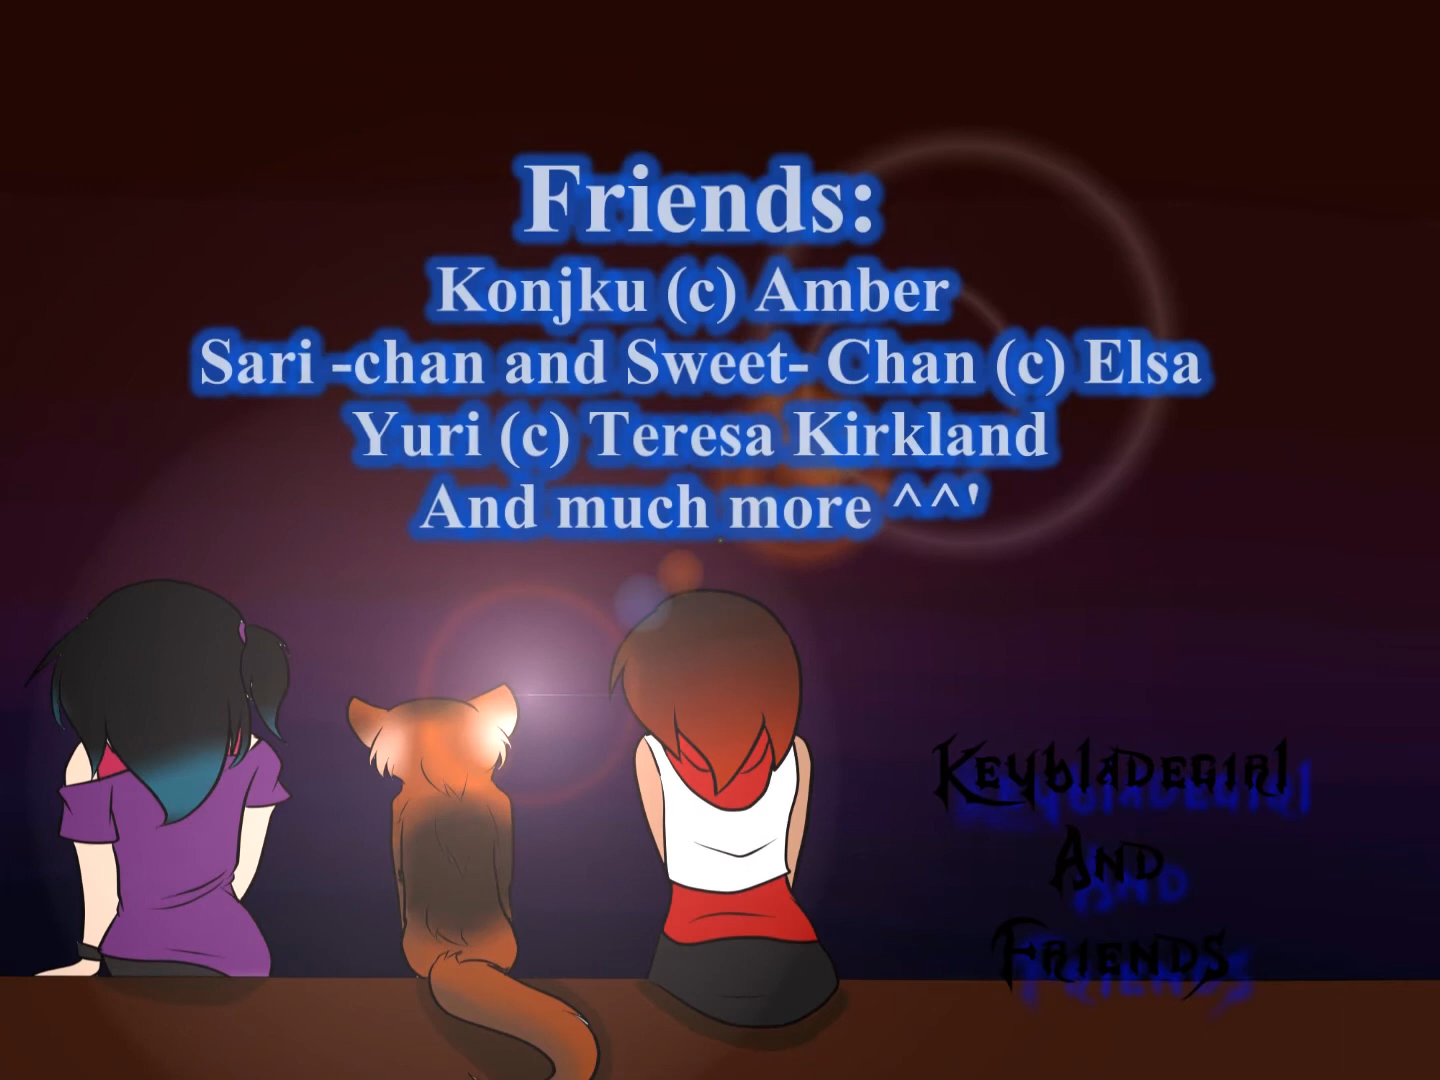 Friends:
Konjku (c) Amber
Sari -chan and Sweet- Chan (c) Elsa
Yuri (c) Teresa Kirkland
And much more ^^'
Keybladegirl
And
Friends